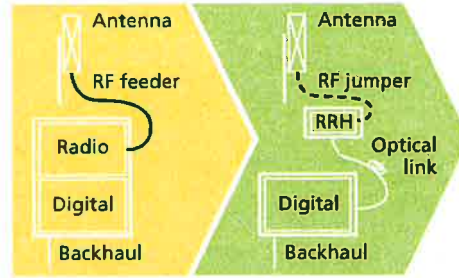 Antenna
RF feeder
Radio
Digital
Backhaul
Antenna
RF jumper
RRH
Optical
link
Digital
Backhaul